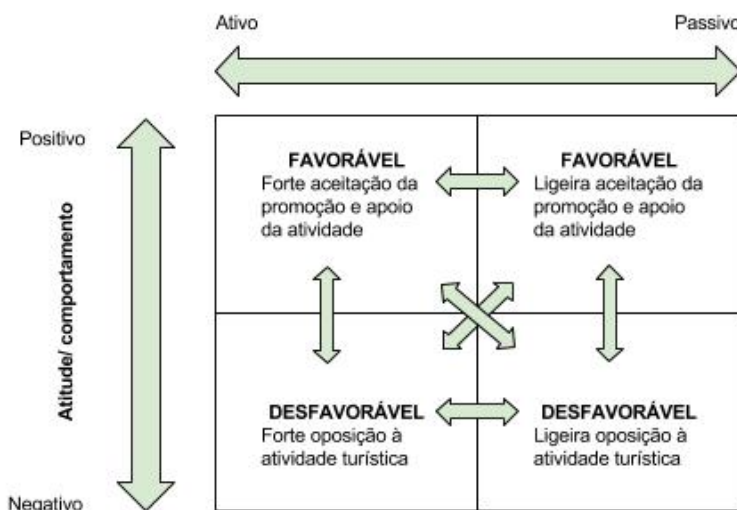 Ativo
Passivo
Positivo
Atitude/ comportamento
Negativo
FAVORÁVEL
Forte aceitação da
promoção e apoio
da atividade
FAVORÁVEL
Ligeira aceitação da
promoção e apoio
da atividade
DESFAVORÁVEL
Forte oposição à
atividade turística
DESFAVORÁVEL
Ligeira oposição à
atividade turística